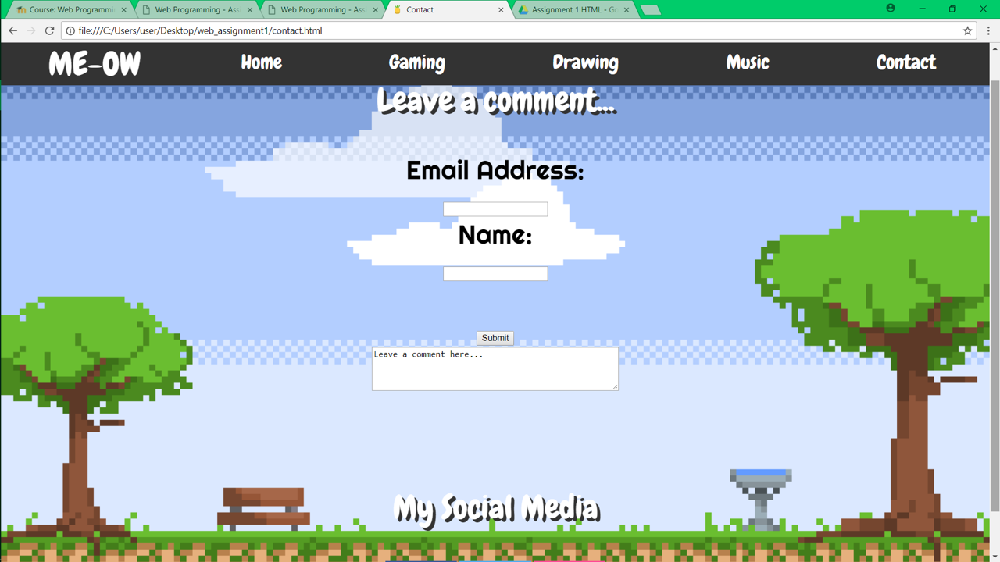 Course: Web Programmi
Web Programming - Ass
Web Programming - Ass
Contact
Assignment 1 HTML - Go
file:///C:/Users/user/Desktop/web_assignment1/contact.html
ME-OW
Home
Gaming
Drawing
Music
Contact
Leave a comment...
Email Address:
Name:
Submit
Leave a comment here...
My Social Media